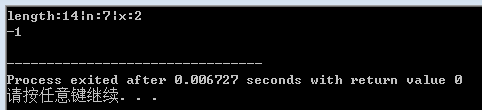 length:14|n:7|x:2
-1
--------------------------------
Process exited after 0.006727 seconds with return value 0
请按任意键继续. . .